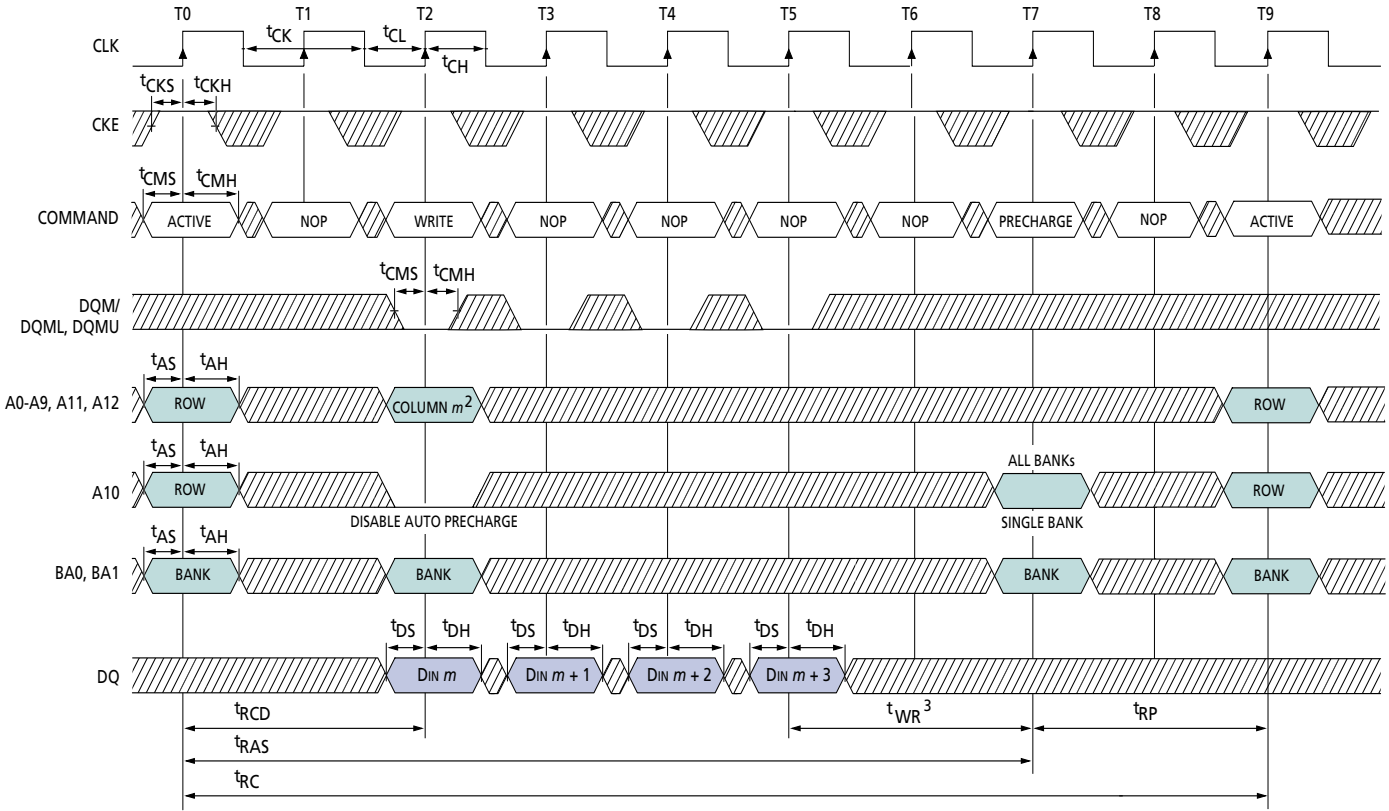 T0 T1 T2 T3 T4 T5 T6 T7 T8 T9
CLK
tCK tCL
tCH
tCKS tCKH
CKE
tCMS tCMH
COMMAND ACTIVE NOP WRITE NOP NOP NOP NOP PRECHARGE NOP ACTIVE
tCMS tCMH
DQM/
DQML, DQMU
tAS tAH
A0-A9, A11, A12 ROW COLUMN m2 ROW
tAS tAH
ALL BANKs
A10 ROW ROW
DISABLE AUTO PRECHARGE SINGLE BANK
tAS tAH
BA0, BA1 BANK BANK BANK BANK
tDS tDH tDS tDH tDS tDH tDS tDH
DQ DIN m DIN m + 1 DIN m + 2 DIN m + 3
tRCD tWR3 tRP
tRAS
tRC